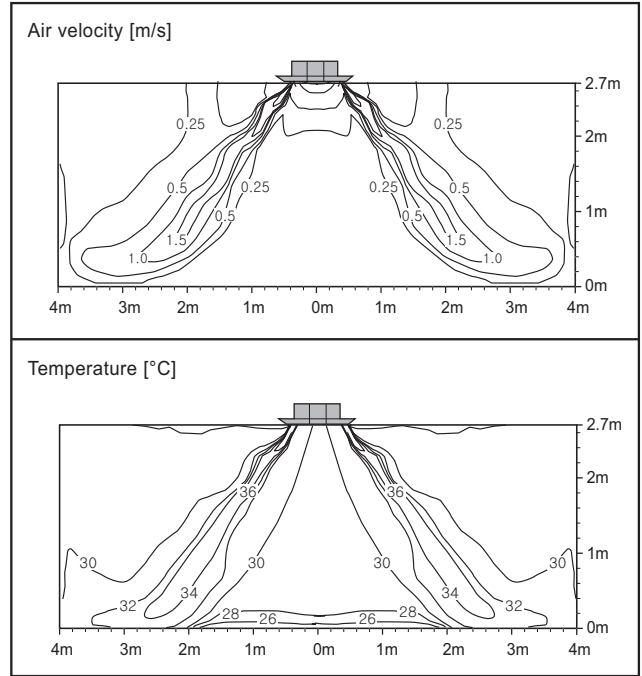 Air velocity [m/s]
2.7m
0.25 0.25
2m
0.5 0.25 0.25 0.5
0.5 0.5
1m
1.5 1.5
1.0 1.0
0m
4m 3m 2m 1m 0m 1m 2m 3m 4m
Temperature [°C]
2.7m
36 36
2m
30 30 30 30
1m
34 34
32 32
28 28
26 26
0m
4m 3m 2m 1m 0m 1m 2m 3m 4m